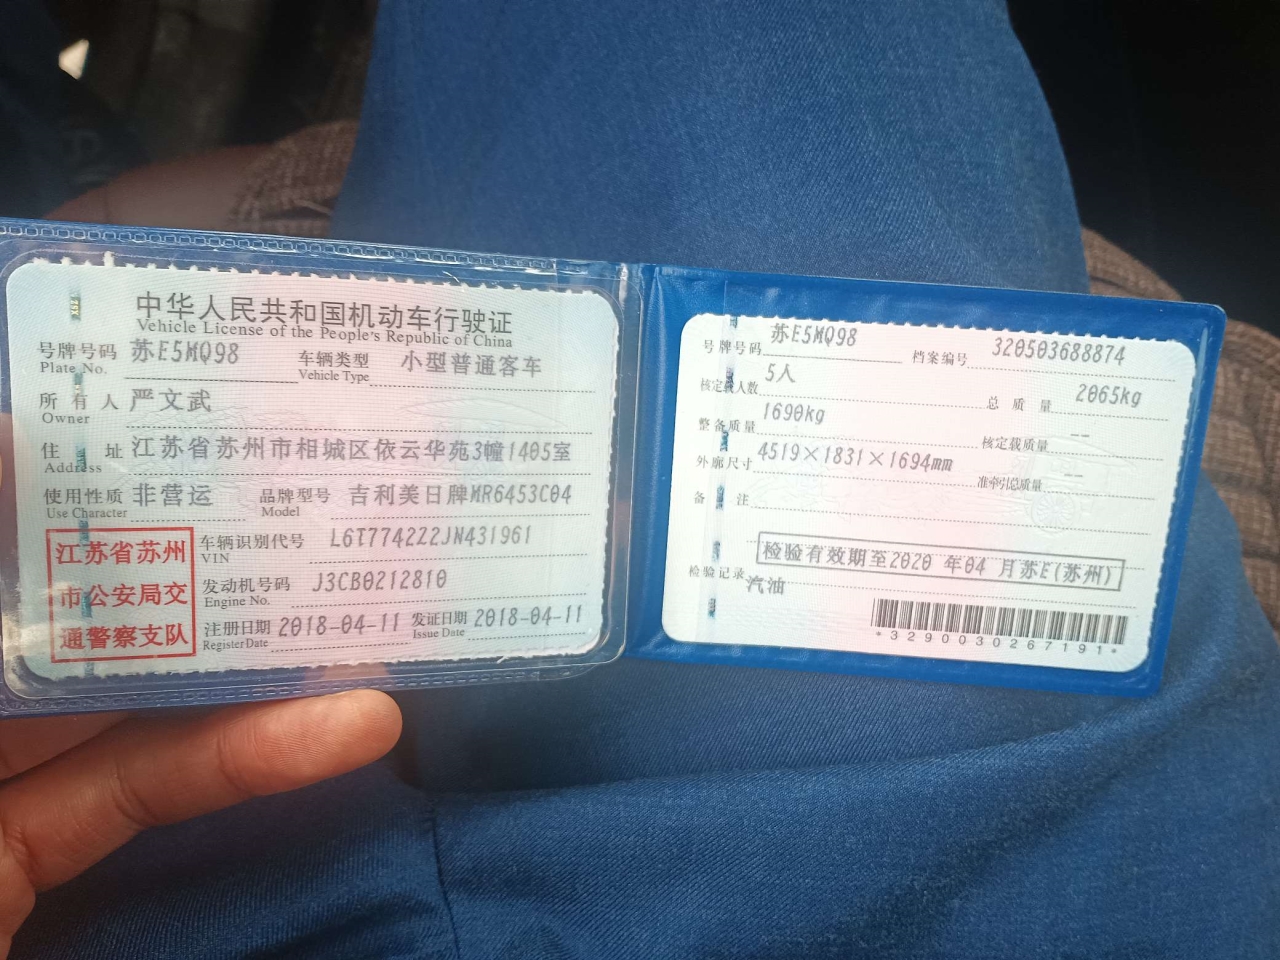 中华人民共和国机动车行驶证
Vehicle License of the People's Republic of China
号牌号码 苏E5MQ98 车辆类型 小型普通客车
Plate No. Vehicle Type
所有人 严文武
Owner
住址 江苏省苏州市相城区依云华苑3幢1405室
Address
使用性质 非营运 品牌型号 吉利美日牌MR6453C04
Use Character Model
江苏省苏州
市公安局交
通警察支队
车辆识别代号 L6T7742Z2JN431961
VIN
发动机号码 J3CB0212810
Engine No.
注册日期 2018-04-11 发证日期 2018-04-11
Register Date Issue Date
号牌号码 苏E5MQ98 档案编号 320503688874
核定载人数 5人 总质量 2065kg
整备质量 1690kg 核定载质量 --
外廓尺寸 4519×1831×1694mm 准牵引总质量 --
备注
检验有效期至2020 年04 月苏E(苏州)
检验记录
汽油
*3290030267191*